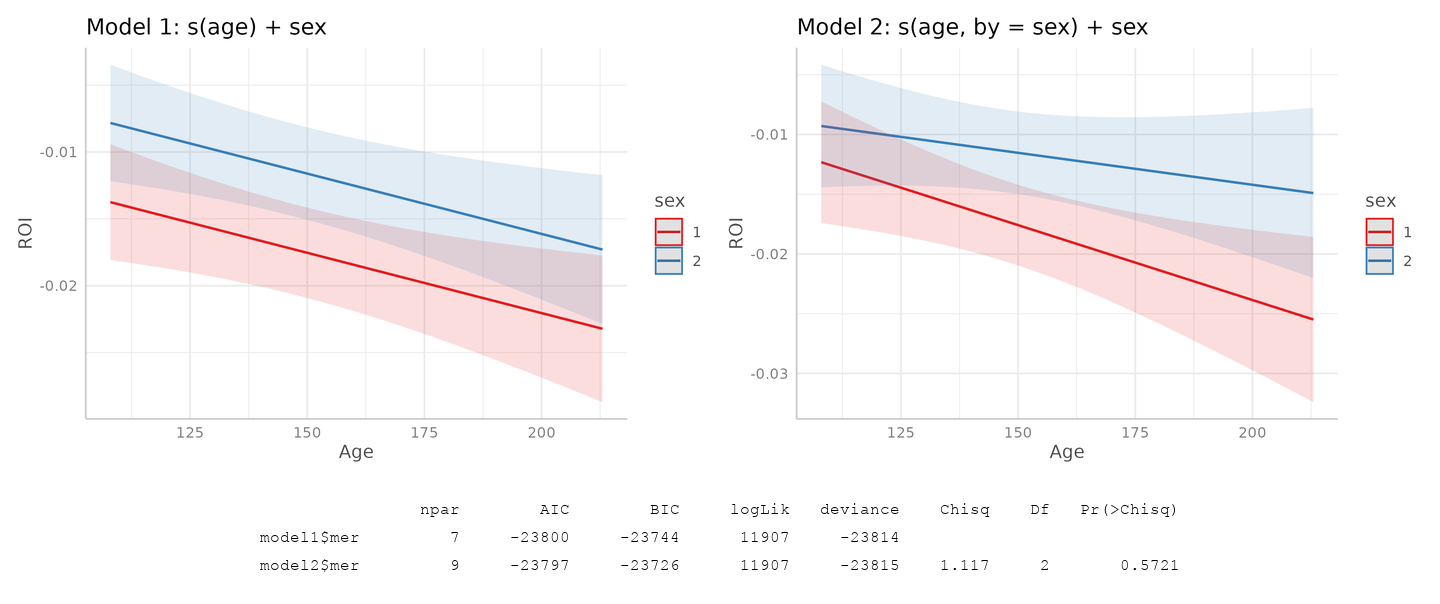 Model 1: s(age) + sex
-0.01
-0.02
ROI
125 150 175 200
Age
sex
1
2
Model 2: s(age, by = sex) + sex
-0.01
-0.02
-0.03
ROI
125 150 175 200
Age
sex
1
2
npar AIC BIC logLik deviance Chisq Df Pr(>Chisq)
model1$mer 7 -23800 -23744 11907 -23814
model2$mer 9 -23797 -23726 11907 -23815 1.117 2 0.5721